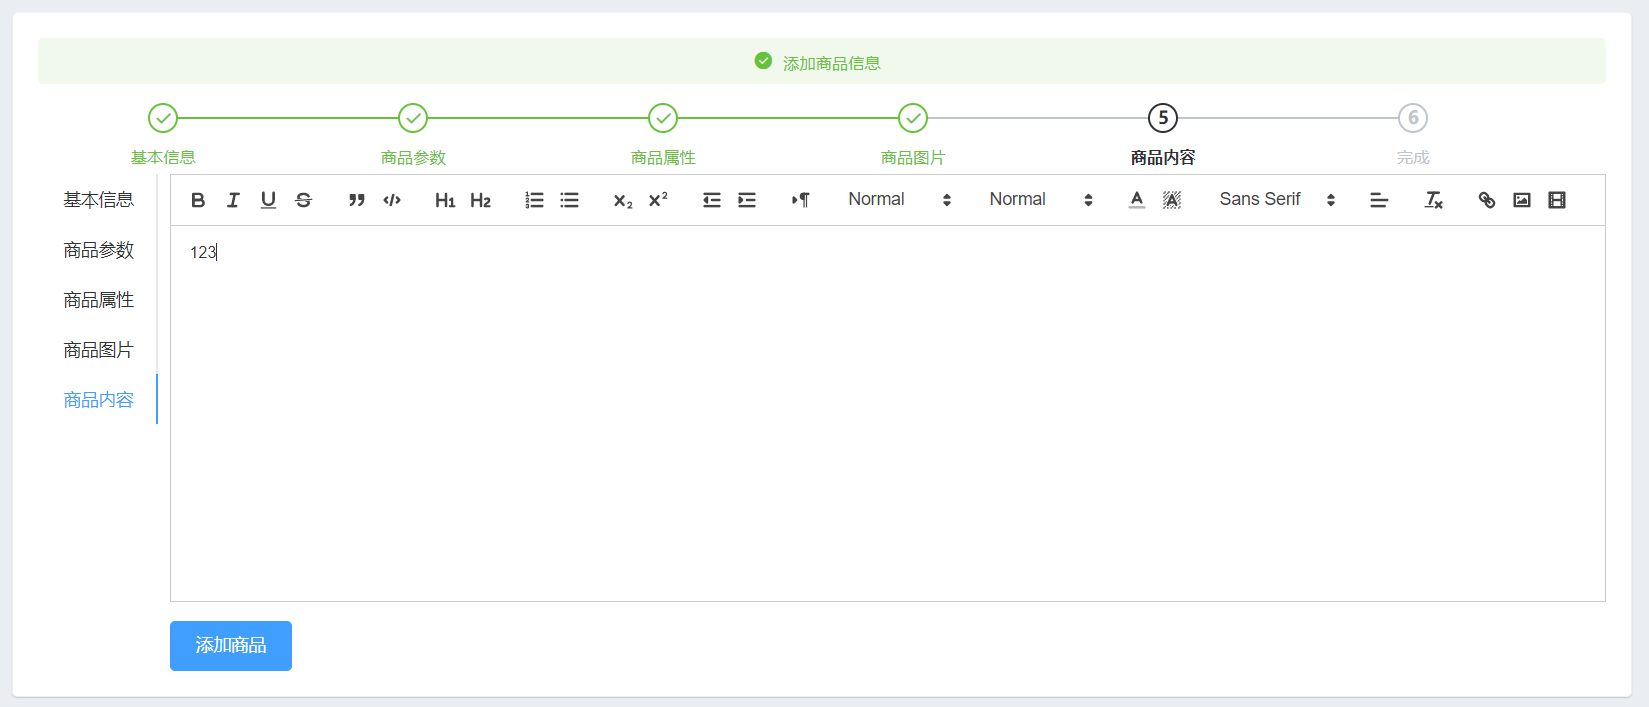 添加商品信息
5 6
基本信息 商品参数 商品属性 商品图片 商品内容 完成
基本信息
商品参数
商品属性
商品图片
商品内容
B I U S H1 H2 x₂ x² Normal Normal A A Sans Serif Tx
123
添加商品